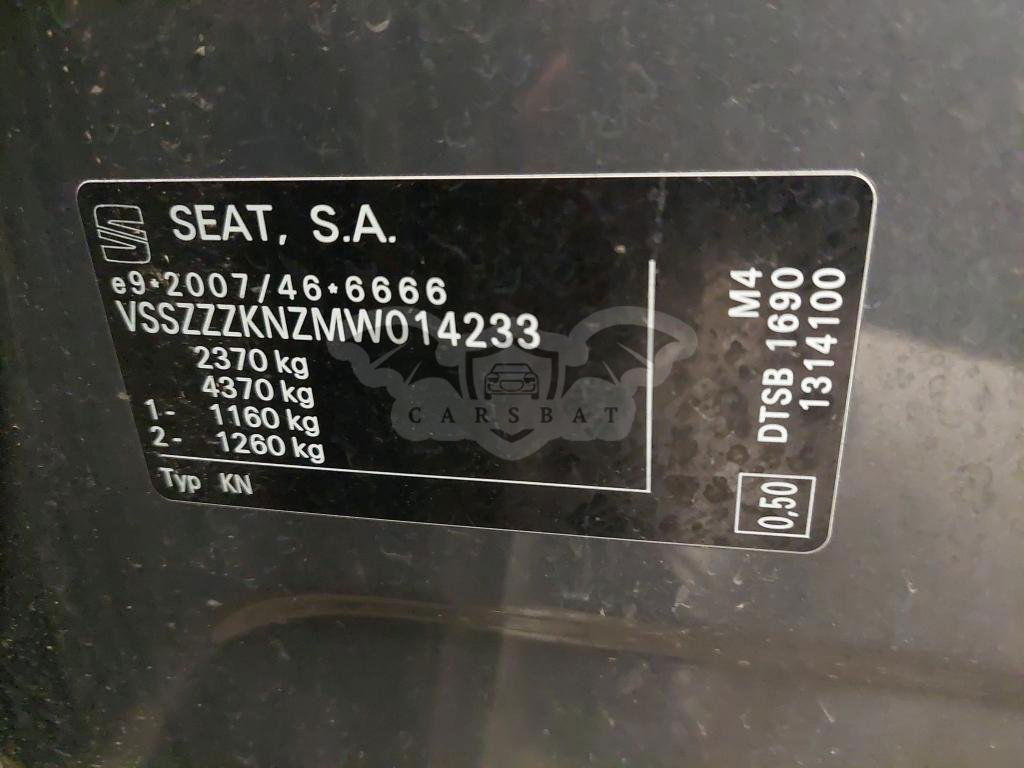 SEAT, S.A.
e9*2007/46*6666
VSSZZZKNZMW014233
2370 kg
4370 kg
1- 1160 kg
2- 1260 kg
Typ KN
M4
DTSB 1690
1314100
0,50
CARSBAT